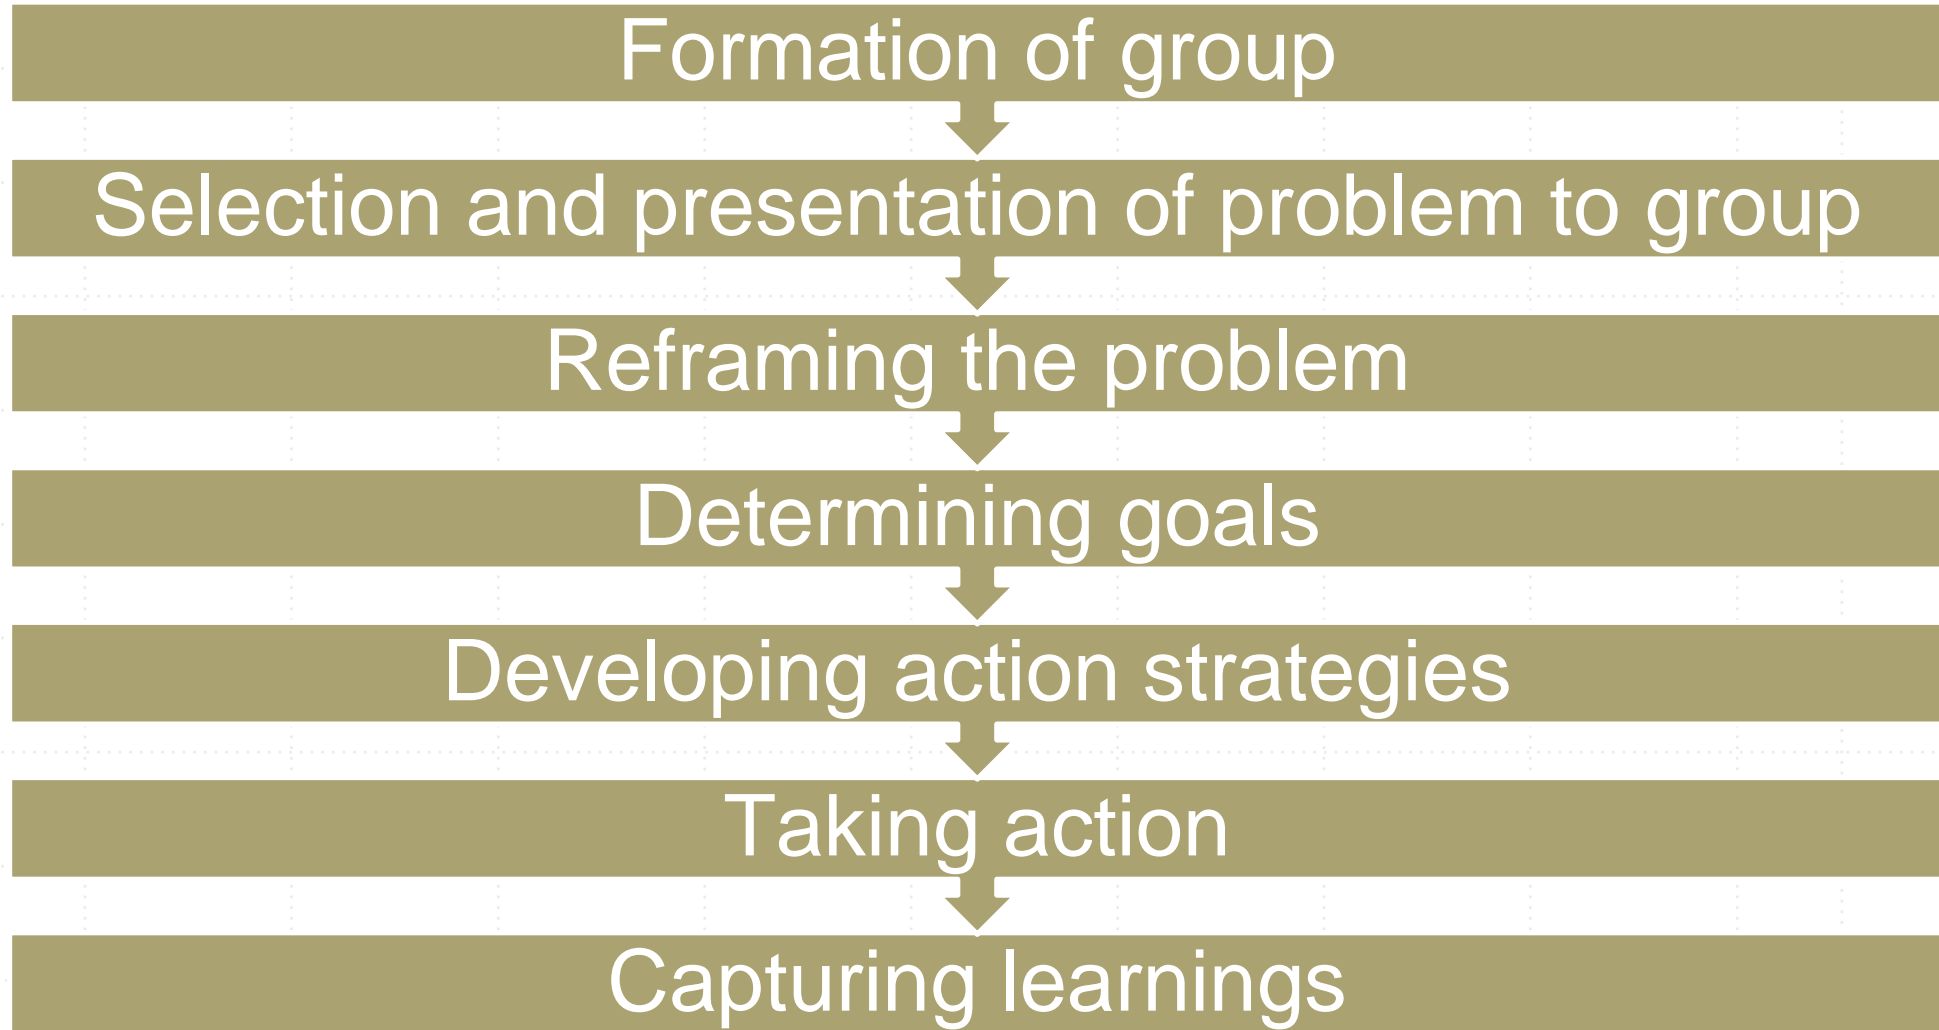 Formation of group
Selection and presentation of problem to group
Reframing the problem
Determining goals
Developing action strategies
Taking action
Capturing learnings